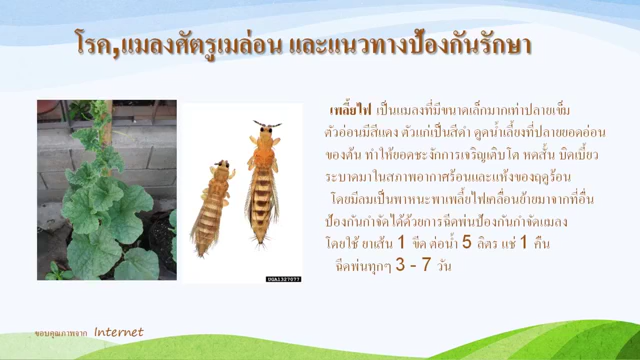 โรค,แมลงศัตรูเมล่อน และแนวทางป้องกันรักษา
เพลี้ยไฟ เป็นแมลงที่มีขนาดเล็กมากเท่าปลายเข็ม
ตัวอ่อนมีสีแดง ตัวแก่เป็นสีดำ ดูดน้ำเลี้ยงที่ปลายยอดอ่อน
ของต้น ทำให้ยอดชะงักการเจริญเติบโต หดสั้น บิดเบี้ยว
ระบาดมาในสภาพอากาศร้อนและแห้งของฤดูร้อน
โดยมีลมเป็นพาหนะพาเพลี้ยไฟเคลื่อนย้ายมาจากที่อื่น
ป้องกันกำจัดได้ด้วยการฉีดพ่นป้องกันกำจัดแมลง
โดยใช้ ยาเส้น 1 ขีด ต่อน้ำ 5 ลิตร แช่ 1 คืน
ฉีดพ่นทุกๆ 3 - 7 วัน
UGA1327077
ขอบคุณภาพจาก Internet